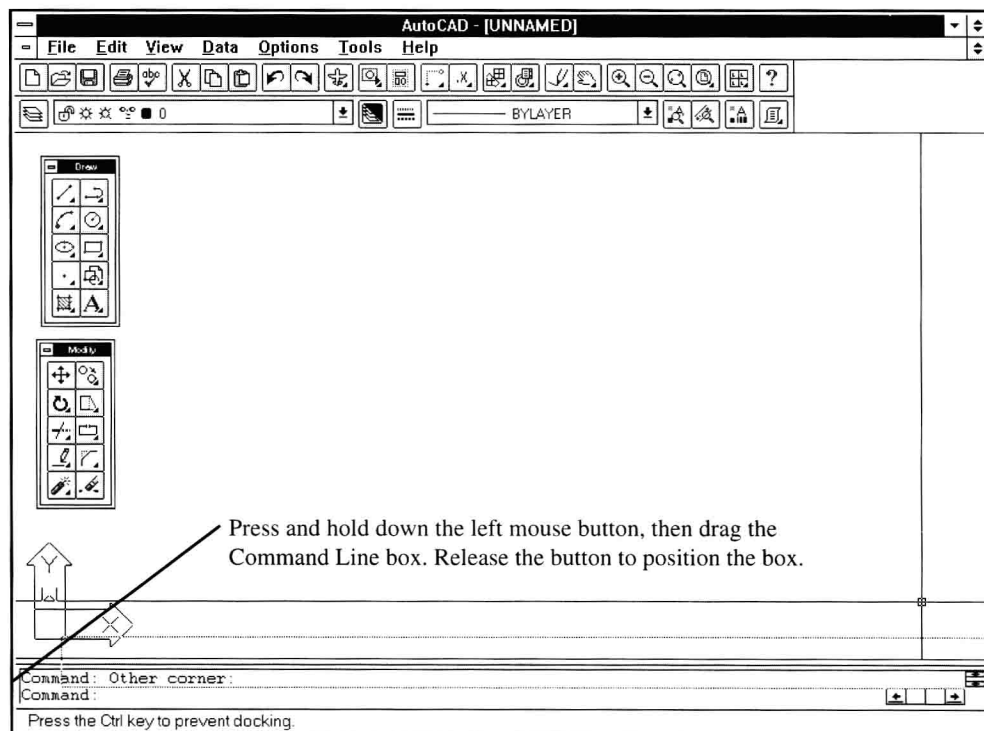 AutoCAD - [UNNAMED]
File Edit View Data Options Tools Help
abc
?
0
BYLAYER
Draw
A
Modify
Press and hold down the left mouse button, then drag the
Command Line box. Release the button to position the box.
Y
W
X
Command: Other corner:
Command:
Press the Ctrl key to prevent docking.